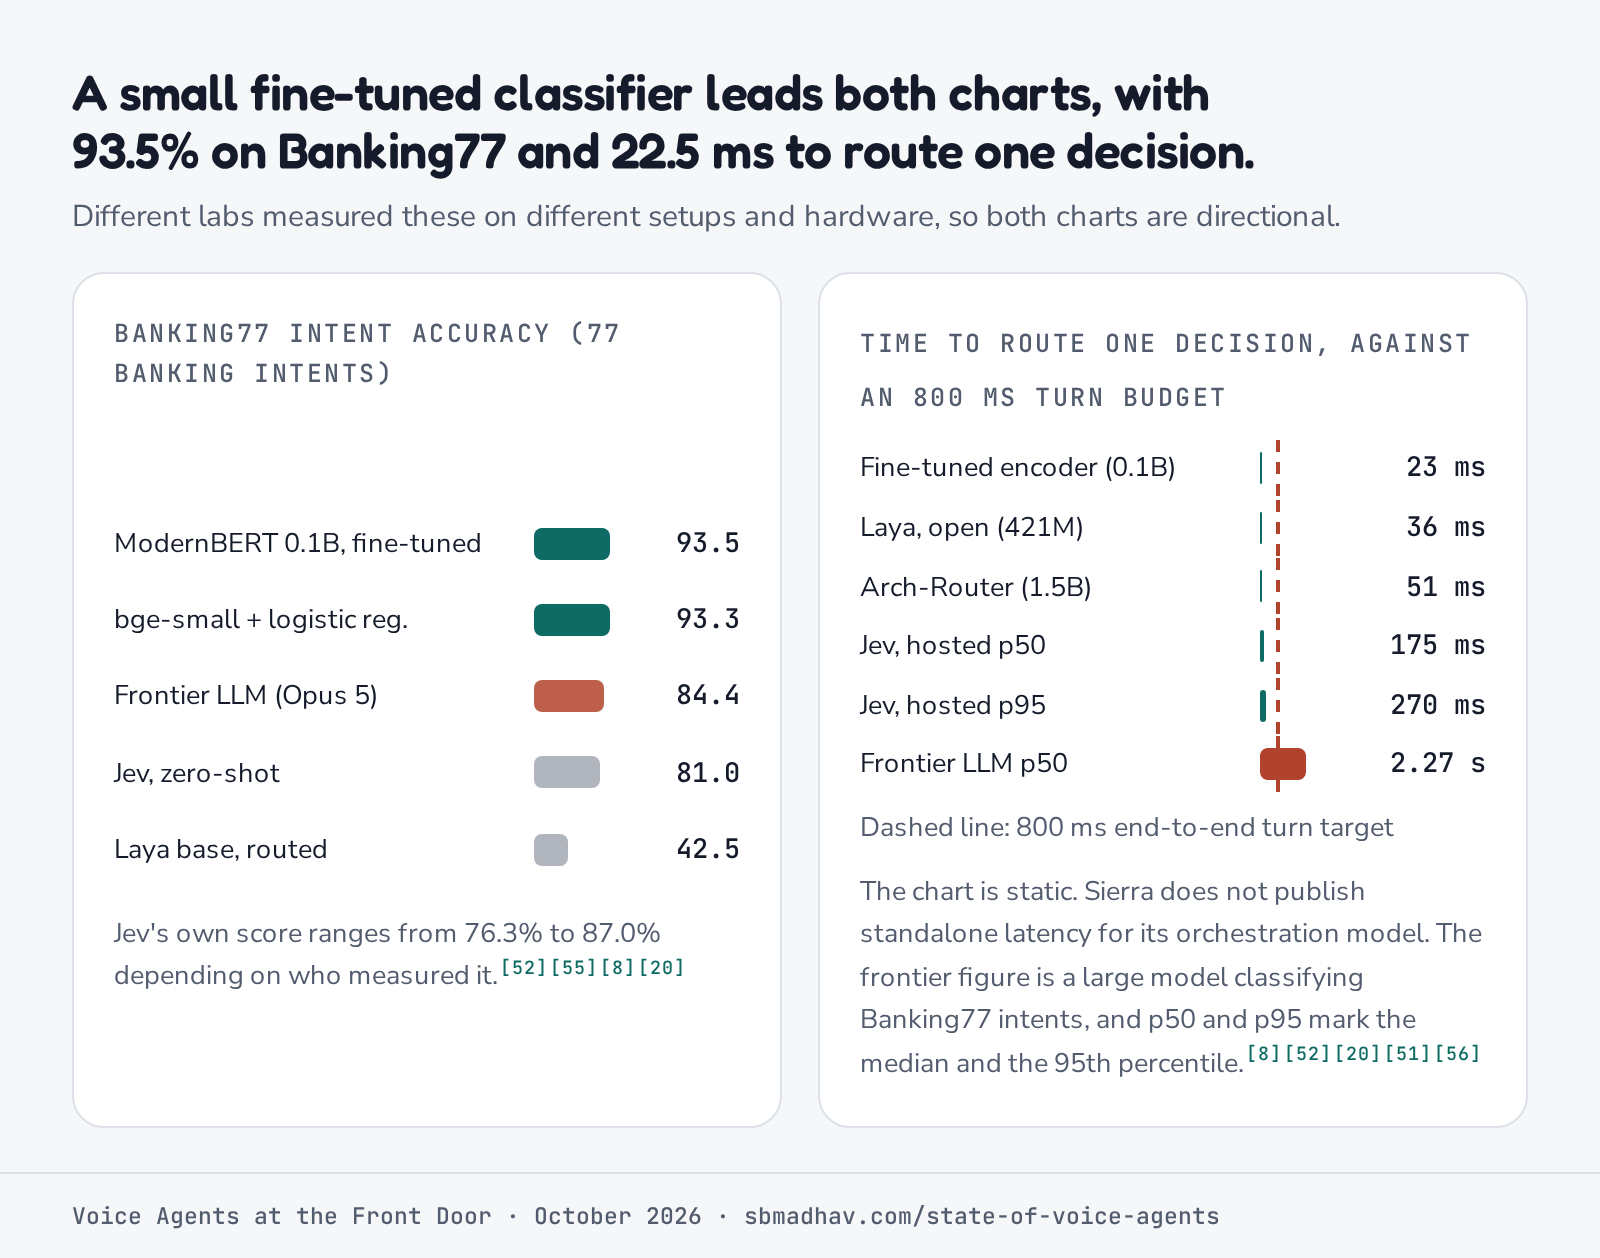 A small fine-tuned classifier leads both charts, with
93.5% on Banking77 and 22.5 ms to route one decision.
Different labs measured these on different setups and hardware, so both charts are directional.
BANKING77 INTENT ACCURACY (77
BANKING INTENTS)
ModernBERT 0.1B, fine-tuned 93.5
bge-small + logistic reg. 93.3
Frontier LLM (Opus 5) 84.4
Jev, zero-shot 81.0
Laya base, routed 42.5
Jev's own score ranges from 76.3% to 87.0%
depending on who measured it.[52][55][8][20]
TIME TO ROUTE ONE DECISION, AGAINST
AN 800 MS TURN BUDGET
Fine-tuned encoder (0.1B) 23 ms
Laya, open (421M) 36 ms
Arch-Router (1.5B) 51 ms
Jev, hosted p50 175 ms
Jev, hosted p95 270 ms
Frontier LLM p50 2.27 s
Dashed line: 800 ms end-to-end turn target
The chart is static. Sierra does not publish
standalone latency for its orchestration model. The
frontier figure is a large model classifying
Banking77 intents, and p50 and p95 mark the
median and the 95th percentile.[8][52][20][51][56]
Voice Agents at the Front Door · October 2026 · sbmadhav.com/state-of-voice-agents